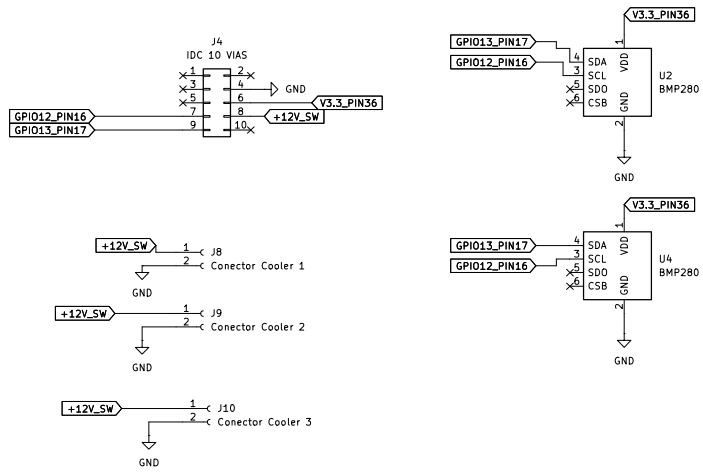 J4
IDC 10 VIAS
1 2
3 4 GND
5 6 V3.3_PIN36
GPIO12_PIN16 7 8 +12V_SW
GPIO13_PIN17 9 10
V3.3_PIN36
1
GPIO13_PIN17 4 SDA VDD
GPIO12_PIN16 3 SCL U2
5 SDO BMP280
6 CSB GND
2
GND
V3.3_PIN36
1
GPIO13_PIN17 4 SDA VDD
GPIO12_PIN16 3 SCL U4
5 SDO BMP280
6 CSB GND
2
GND
+12V_SW 1 J8
2 Conector Cooler 1
GND
+12V_SW 1 J9
2 Conector Cooler 2
GND
+12V_SW 1 J10
2 Conector Cooler 3
GND